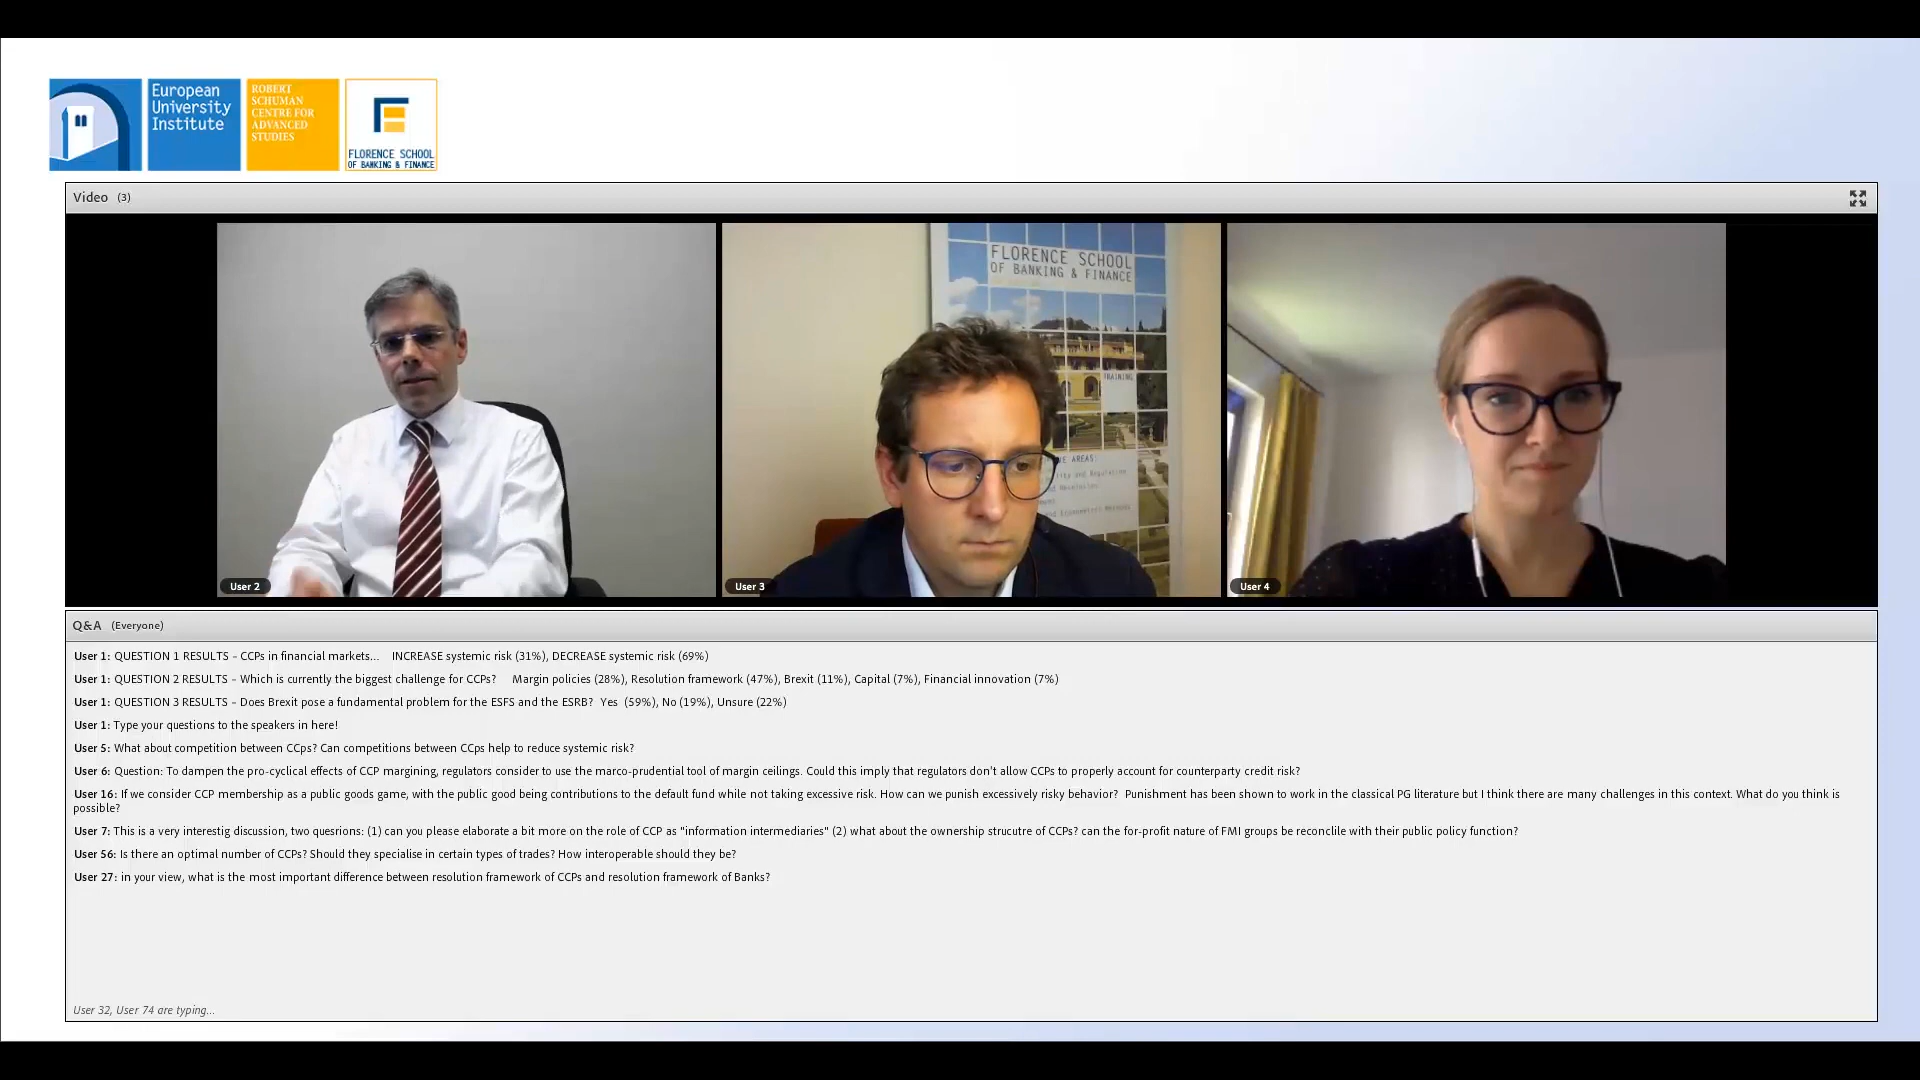 European
University
Institute
ROBERT
SCHUMAN
CENTRE FOR
ADVANCED
STUDIES
FLORENCE SCHOOL
OF BANKING & FINANCE
Video (3)
FLORENCE SCHOOL
OF BANKING & FINANCE
TRAINING
AREAS:
User 2
User 3
User 4
Q&A (Everyone)
User 1: QUESTION 1 RESULTS - CCPs in financial markets... INCREASE systemic risk (31%), DECREASE systemic risk (69%)
User 1: QUESTION 2 RESULTS - Which is currently the biggest challenge for CCPs? Margin policies (28%), Resolution framework (47%), Brexit (11%), Capital (7%), Financial innovation (7%)
User 1: QUESTION 3 RESULTS - Does Brexit pose a fundamental problem for the ESFS and the ESRB? Yes (59%), No (19%), Unsure (22%)
User 1: Type your questions to the speakers in here!
User 5: What about competition between CCps? Can competitions between CCps help to reduce systemic risk?
User 6: Question: To dampen the pro-cyclical effects of CCP margining, regulators consider to use the marco-prudential tool of margin ceilings. Could this imply that regulators don't allow CCPs to properly account for counterparty credit risk?
User 16: If we consider CCP membership as a public goods game, with the public good being contributions to the default fund while not taking excessive risk. How can we punish excessively risky behavior? Punishment has been shown to work in the classical PG literature but I think there are many challenges in this context. What do you think is
possible?
User 7: This is a very interestig discussion, two quesrions: (1) can you please elaborate a bit more on the role of CCP as "information intermediaries" (2) what about the ownership strucutre of CCPs? can the for-profit nature of FMI groups be reconclile with their public policy function?
User 56: Is there an optimal number of CCPs? Should they specialise in certain types of trades? How interoperable should they be?
User 27: in your view, what is the most important difference between resolution framework of CCPs and resolution framework of Banks?
User 32, User 74 are typing...